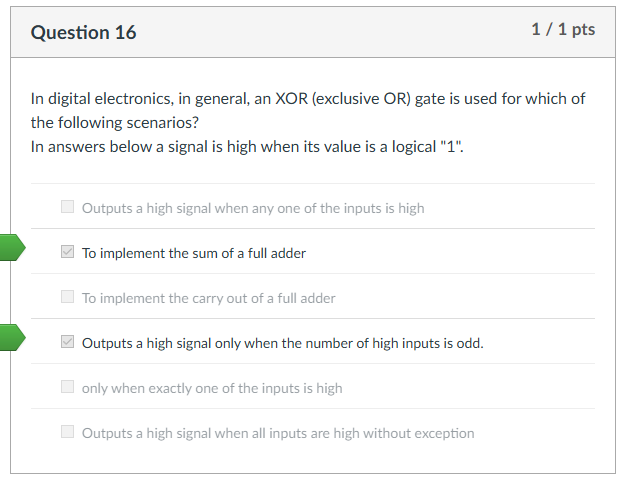 Question 16
1 / 1 pts
In digital electronics, in general, an XOR (exclusive OR) gate is used for which of
the following scenarios?
In answers below a signal is high when its value is a logical "1".
Outputs a high signal when any one of the inputs is high
To implement the sum of a full adder
To implement the carry out of a full adder
Outputs a high signal only when the number of high inputs is odd.
only when exactly one of the inputs is high
Outputs a high signal when all inputs are high without exception